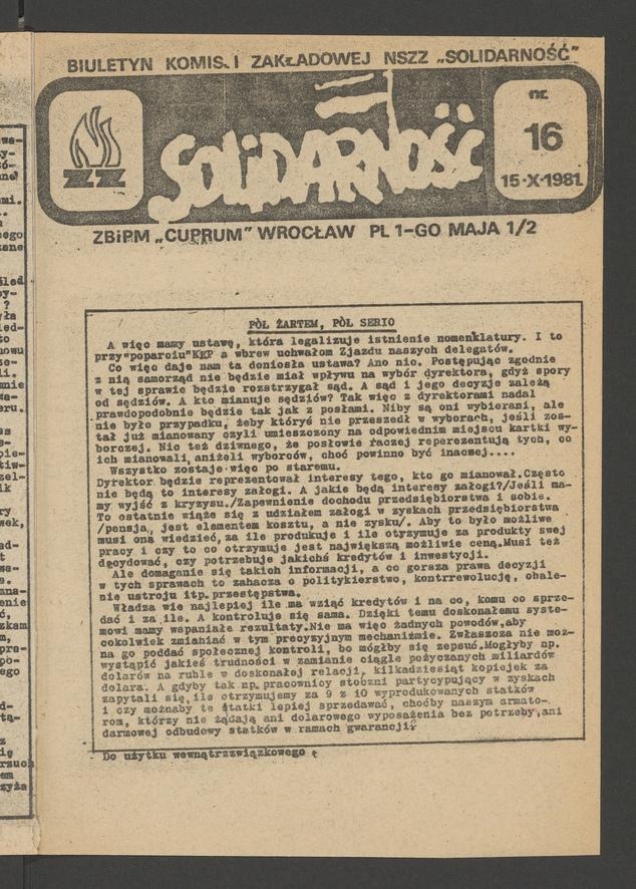 BIULETYN KOMISJI ZAKŁADOWEJ NSZZ „SOLIDARNOŚĆ"
SOLIDARNOŚĆ
nr
16
15·X·1981
ZBiPM „CUPRUM" WROCŁAW PL 1-GO MAJA 1/2
PÓŁ ŻARTEM, PÓŁ SERIO
A więc mamy ustawę, która legalizuje istnienie nomenklatury. I to
przy"poparciu"KKP a wbrew uchwałom Zjazdu naszych delegatów.
Co więc daje nam ta doniosła ustawa? Ano nic. Postępując zgodnie
z nią samorząd nie będzie miał wpływu na wybór dyrektora, gdyż spory
w tej sprawie będzie rozstrzygał sąd. A sąd i jego decyzje zależą
od sędziów. A kto mianuje sędziów? Tak więc z dyrektorami nadal
prawdopodobnie będzie tak jak z posłami. Niby są oni wybierani, ale
nie było przypadku, żeby któryś nie przeszedł w wyborach, jeśli zos-
tał już mianowany czyli umieszczony na odpowiednim miejscu kartki wy-
borczej. Nic też dziwnego, że posłowie raczej reperezentują tych, co
ich mianowali aniżeli wyborców, choć powinno być inaczej....
Wszystko zostaje więc po staremu.
Dyrektor będzie reprezentował interesy tego, kto go mianował.Często
nie będą to interesy załogi. A jakie będą interesy załogi?/Jeśli ma-
my wyjść z kryzysu./Zapewnienie dochodu przedsiębiorstwa i sobie.
To ostatnie wiąże się z udziałem załogi w zyskach przedsiębiorstwa
/pensja, jest elementem kosztu, a nie zysku/. Aby to było możliwe
musi ona wiedzieć,za ile produkuje i ile otrzymuje za produkty swej
pracy i czy to co otrzymuje jest największą możliwie ceną.Musi też
decydować, czy potrzebuje jakichś kredytów i inwestycji.
Ale domaganie się takich informacji, a co gorsza prawa decyzji
w tych sprawach to zahacza o politykierstwo, kontrrewolucję, obale-
nie ustroju itp.przestępstwa.
Władza wie najlepiej ile ma wziąć kredytów i na co, komu co sprze-
dać i za ile. A kontroluje się sama. Dzięki temu doskonałemu syste-
mowi mamy wspaniałe rezultaty.Nie ma więc żadnych powodów,aby
cokolwiek zmieniać w tym precyzyjnym mechaniźmie. Zwłaszcza nie moż-
na go poddać społecznej kontroli, bo mógłby się zepsuć.Mogłyby np.
wystąpić jakieś trudności w zamianie ciągle pożyczanych miliardów
dolarów na ruble w doskonałej relacji, kilkadziesiąt kopiejek za
dolara. A gdyby tak np.pracownicy stoczni partycypujący w zyskach
zapytali się,ile otrzymujemy za 9 z 10 wyprodukowanych statków
i czy możnaby te statki lepiej sprzedawać, choćby naszym armato-
rom, którzy nie żądają ani dolarowego wyposażenia bez potrzeby,ani
darmowej odbudowy statków w ramach gwarancji?
Do użytku wewnątrzzwiązkowego